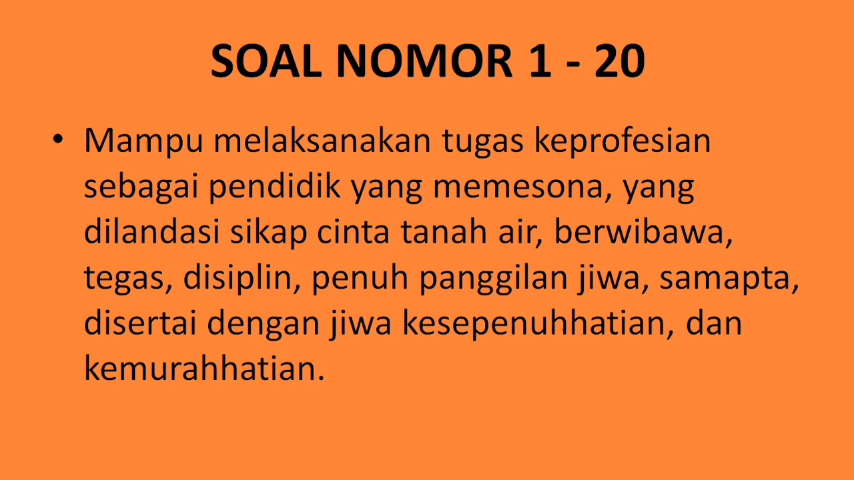 SOAL NOMOR 1 - 20
• Mampu melaksanakan tugas keprofesian
sebagai pendidik yang memesona, yang
dilandasi sikap cinta tanah air, berwibawa,
tegas, disiplin, penuh panggilan jiwa, samapta,
disertai dengan jiwa kesepenuhhatian, dan
kemurahhatian.